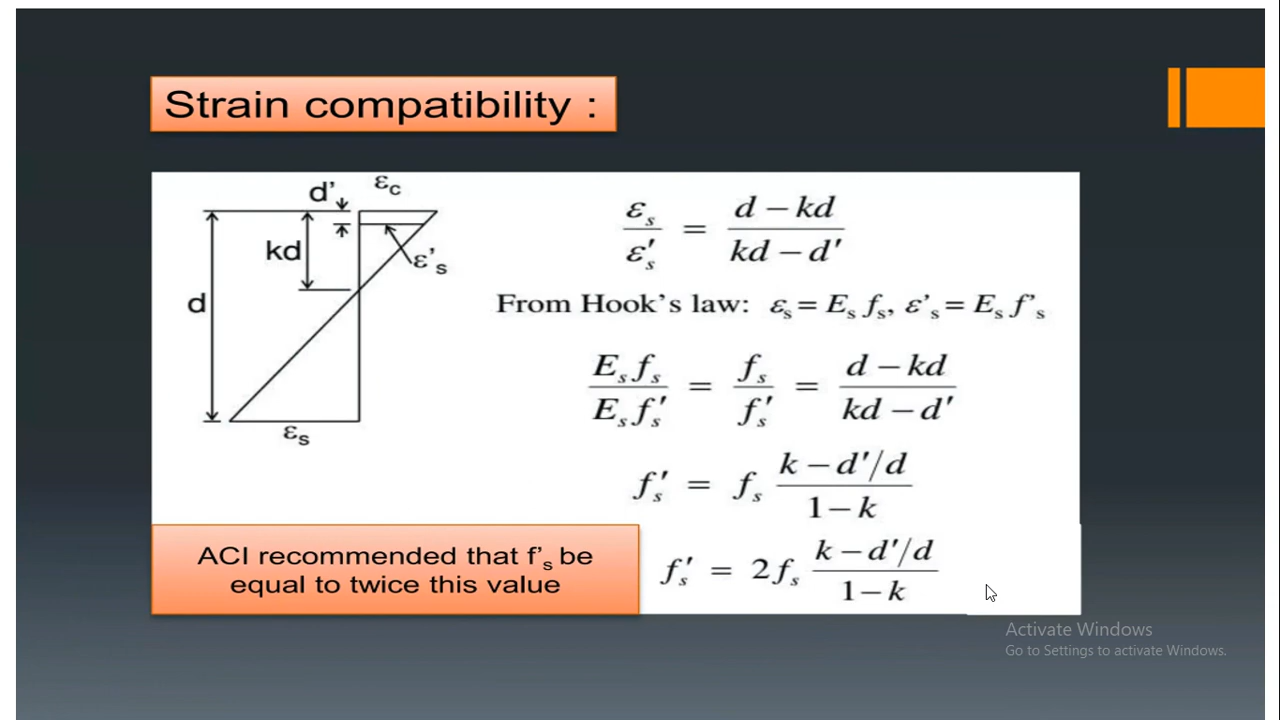 Strain compatibility :
d' εc
kd
ε's
d
εs
εs / ε's = (d − kd) / (kd − d')
From Hook's law: εs = Es fs, ε's = Es f's
Es fs / Es f's = fs / f's = (d − kd) / (kd − d')
f's = fs (k − d'/d) / (1 − k)
ACI recommended that f's be
equal to twice this value
f's = 2fs (k − d'/d) / (1 − k)
Activate Windows
Go to Settings to activate Windows.